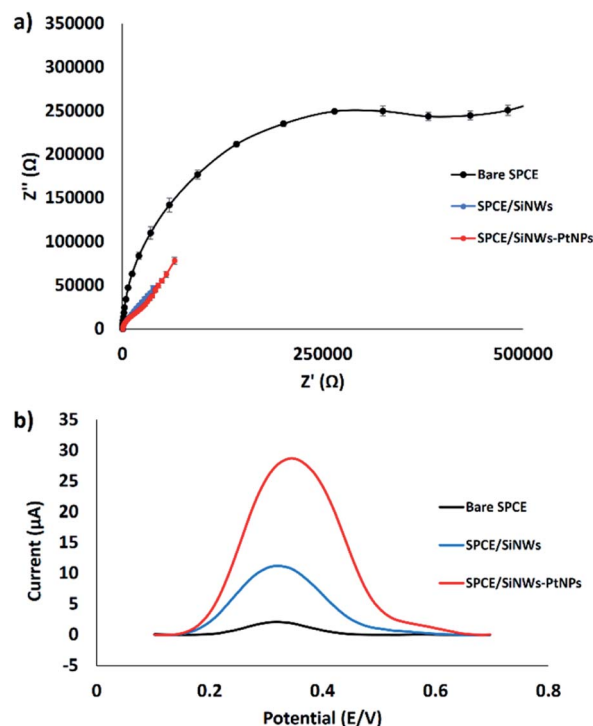 a)
350000
300000
250000
200000
150000
100000
50000
0
Z'' (Ω)
0
250000
500000
Z' (Ω)
Bare SPCE
SPCE/SiNWs
SPCE/SiNWs-PtNPs
b)
35
30
25
20
15
10
5
0
-5
Current (μA)
0
0.2
0.4
0.6
0.8
Potential (E/V)
Bare SPCE
SPCE/SiNWs
SPCE/SiNWs-PtNPs